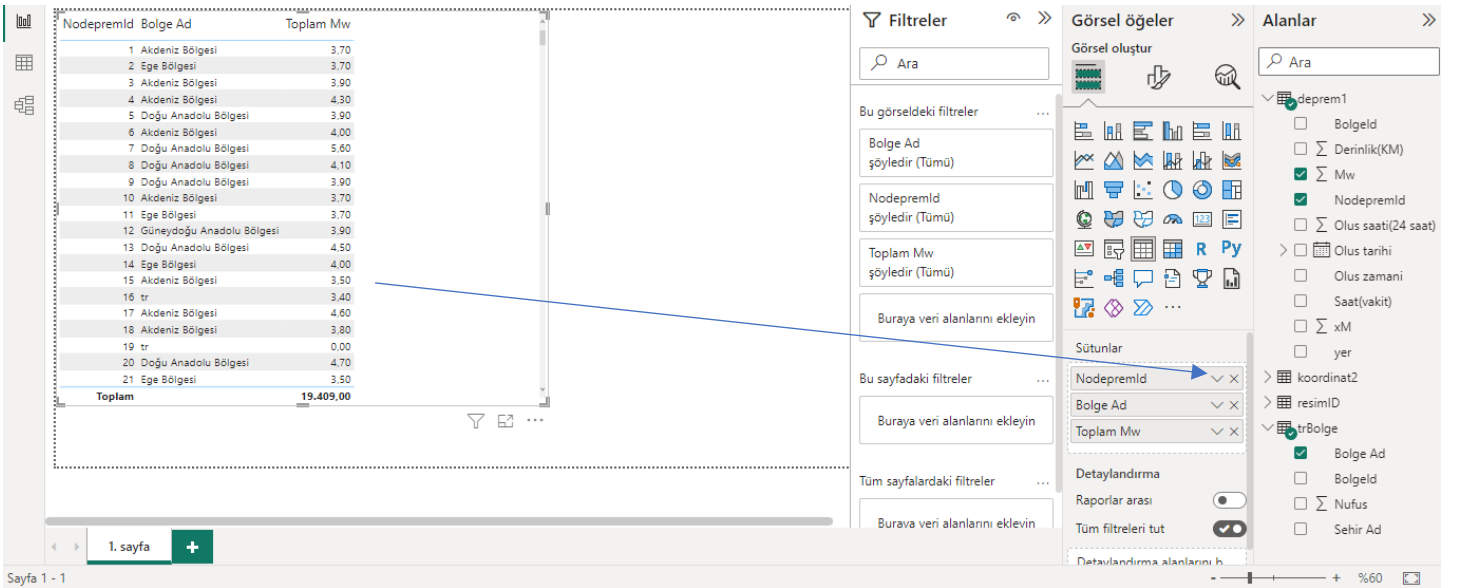 NodepremId Bolge Ad Toplam Mw
1 Akdeniz Bölgesi 3,70
2 Ege Bölgesi 3,70
3 Akdeniz Bölgesi 3,90
4 Akdeniz Bölgesi 4,30
5 Doğu Anadolu Bölgesi 3,90
6 Akdeniz Bölgesi 4,00
7 Doğu Anadolu Bölgesi 5,60
8 Doğu Anadolu Bölgesi 4,10
9 Doğu Anadolu Bölgesi 3,90
10 Akdeniz Bölgesi 3,70
11 Ege Bölgesi 3,70
12 Güneydoğu Anadolu Bölgesi 3,90
13 Doğu Anadolu Bölgesi 4,50
14 Ege Bölgesi 4,00
15 Akdeniz Bölgesi 3,50
16 tr 3,40
17 Akdeniz Bölgesi 4,60
18 Akdeniz Bölgesi 3,80
19 tr 0,00
20 Doğu Anadolu Bölgesi 4,70
21 Ege Bölgesi 3,50
Toplam 19.409,00
Filtreler
Ara
Bu görseldeki filtreler ...
Bolge Ad
şöyledir (Tümü)
NodepremId
şöyledir (Tümü)
Toplam Mw
şöyledir (Tümü)
Buraya veri alanlarını ekleyin
Bu sayfadaki filtreler ...
Buraya veri alanlarını ekleyin
Tüm sayfalardaki filtreler ...
Buraya veri alanlarını ekleyin
Görsel öğeler
Görsel oluştur
123
R Py
...
Sütunlar
NodepremId
Bolge Ad
Toplam Mw
Detaylandırma
Raporlar arası
Tüm filtreleri tut
Detaylandırma alanlarını b
Alanlar
Ara
deprem1
BolgeId
Σ Derinlik(KM)
Σ Mw
NodepremId
Σ Olus saati(24 saat)
Olus tarihi
Olus zamani
Saat(vakit)
Σ xM
yer
koordinat2
resimID
trBolge
Bolge Ad
BolgeId
Σ Nufus
Sehir Ad
1. sayfa +
Sayfa 1 - 1
- + %60